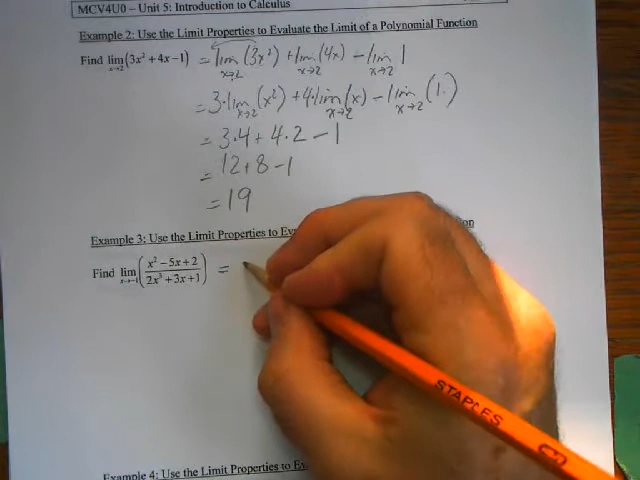 MCV4U0 – Unit 5: Introduction to Calculus
Example 2: Use the Limit Properties to Evaluate the Limit of a Polynomial Function
Find lim x→2 (3x² + 4x − 1) = lim x→2 (3x²) + lim x→2 (4x) − lim x→2 1
= 3·lim x→2 (x²) + 4·lim x→2 (x) − lim x→2 (1.)
= 3·4 + 4·2 − 1
= 12 + 8 − 1
= 19
Example 3: Use the Limit Properties to
Find lim x→−1 (x² − 5x + 2 / 2x³ + 3x + 1) =
STAPLES
Example 4: Use the Limit Properties to